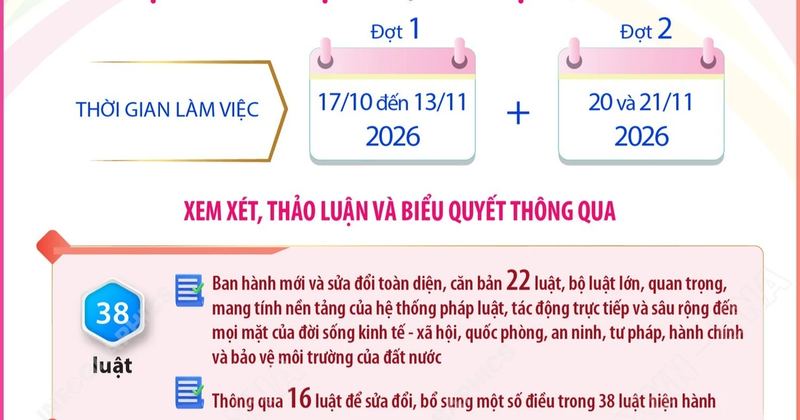 Đợt 1
Đợt 2
THỜI GIAN LÀM VIỆC
17/10 đến 13/11
2026
+
20 và 21/11
2026
XEM XÉT, THẢO LUẬN VÀ BIỂU QUYẾT THÔNG QUA
38
luật
Ban hành mới và sửa đổi toàn diện, căn bản 22 luật, bộ luật lớn, quan trọng,
mang tính nền tảng của hệ thống pháp luật, tác động trực tiếp và sâu rộng đến
mọi mặt của đời sống kinh tế - xã hội, quốc phòng, an ninh, tư pháp, hành chính
và bảo vệ môi trường của đất nước
Thông qua 16 luật để sửa đổi, bổ sung một số điều trong 38 luật hiện hành